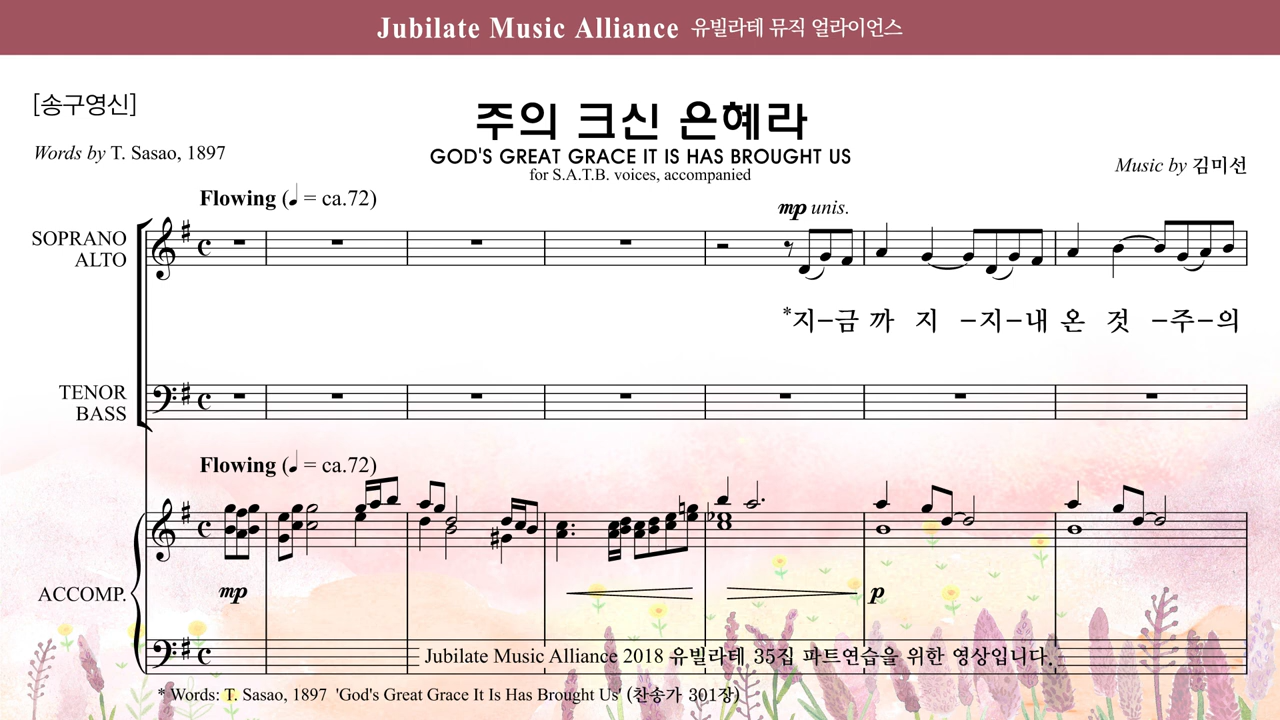 Jubilate Music Alliance 유빌라테 뮤직 얼라이언스
[송구영신]
주의 크신 은혜라
GOD'S GREAT GRACE IT IS HAS BROUGHT US
Words by T. Sasao, 1897
for S.A.T.B. voices, accompanied
Music by 김미선
Flowing (♩ = ca.72)
mp unis.
SOPRANO
ALTO
*지-금 까 지 -지-내 온 것 -주-의
TENOR
BASS
Flowing (♩ = ca.72)
ACCOMP.
mp
p
Jubilate Music Alliance 2018 유빌라테 35집 파트연습을 위한 영상입니다.
* Words: T. Sasao, 1897 'God's Great Grace It Is Has Brought Us' (찬송가 301장)